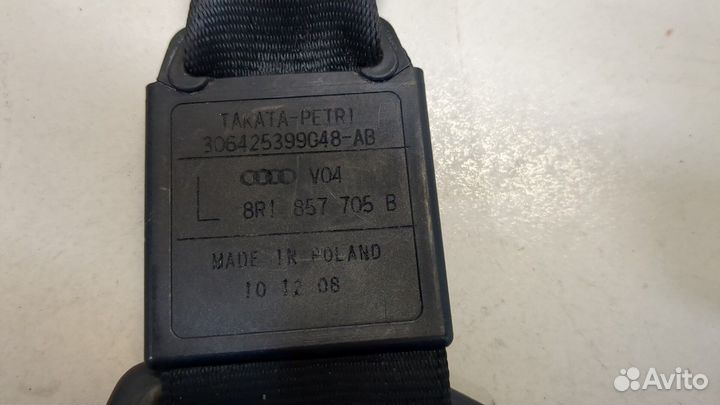 TAKATA-PETRI
306425399G48-AB
L
V04
8R1 857 705 B
MADE IN POLAND
10 12 08
Avito